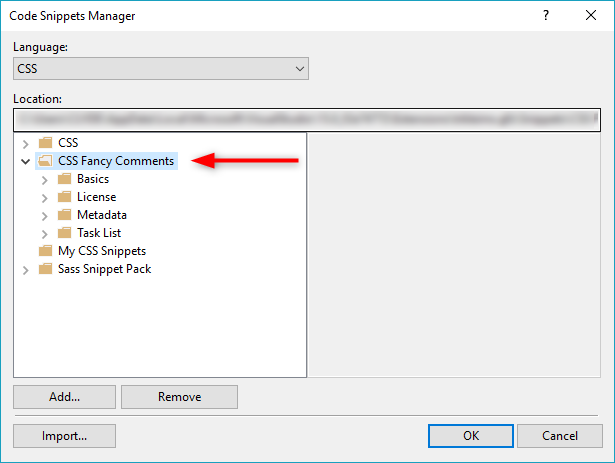 Code Snippets Manager
Language:
CSS
Location:
CSS
CSS Fancy Comments
Basics
License
Metadata
Task List
My CSS Snippets
Sass Snippet Pack
Add...
Remove
Import...
OK
Cancel